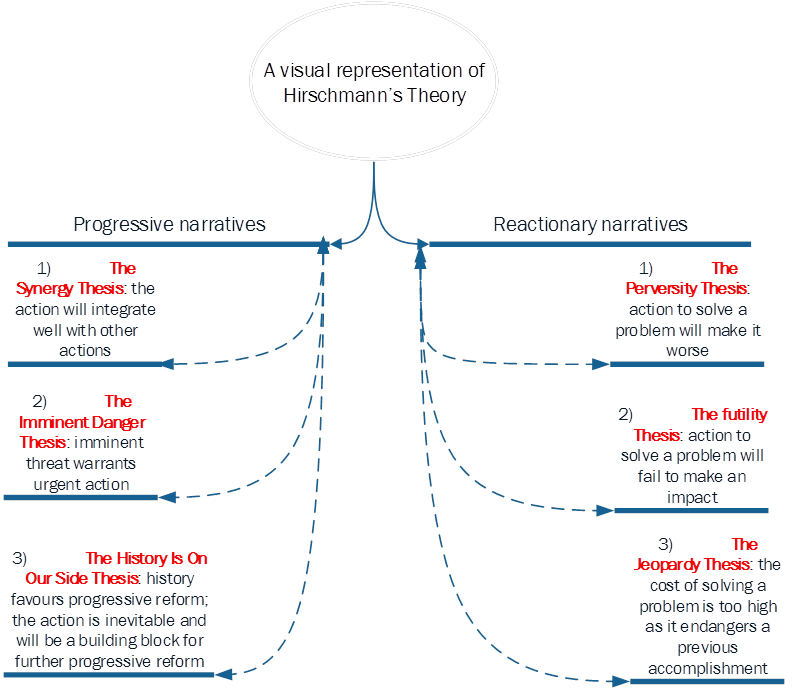 A visual representation of
Hirschmann's Theory
Progressive narratives
1) The
Synergy Thesis: the
action will integrate
well with other
actions
2) The
Imminent Danger
Thesis: imminent
threat warrants
urgent action
3) The History Is On
Our Side Thesis: history
favours progressive reform;
the action is inevitable and
will be a building block for
further progressive reform
Reactionary narratives
1) The
Perversity Thesis:
action to solve a
problem will make it
worse
2) The futility
Thesis: action to
solve a problem will
fail to make an
impact
3) The
Jeopardy Thesis: the
cost of solving a
problem is too high
as it endangers a
previous
accomplishment